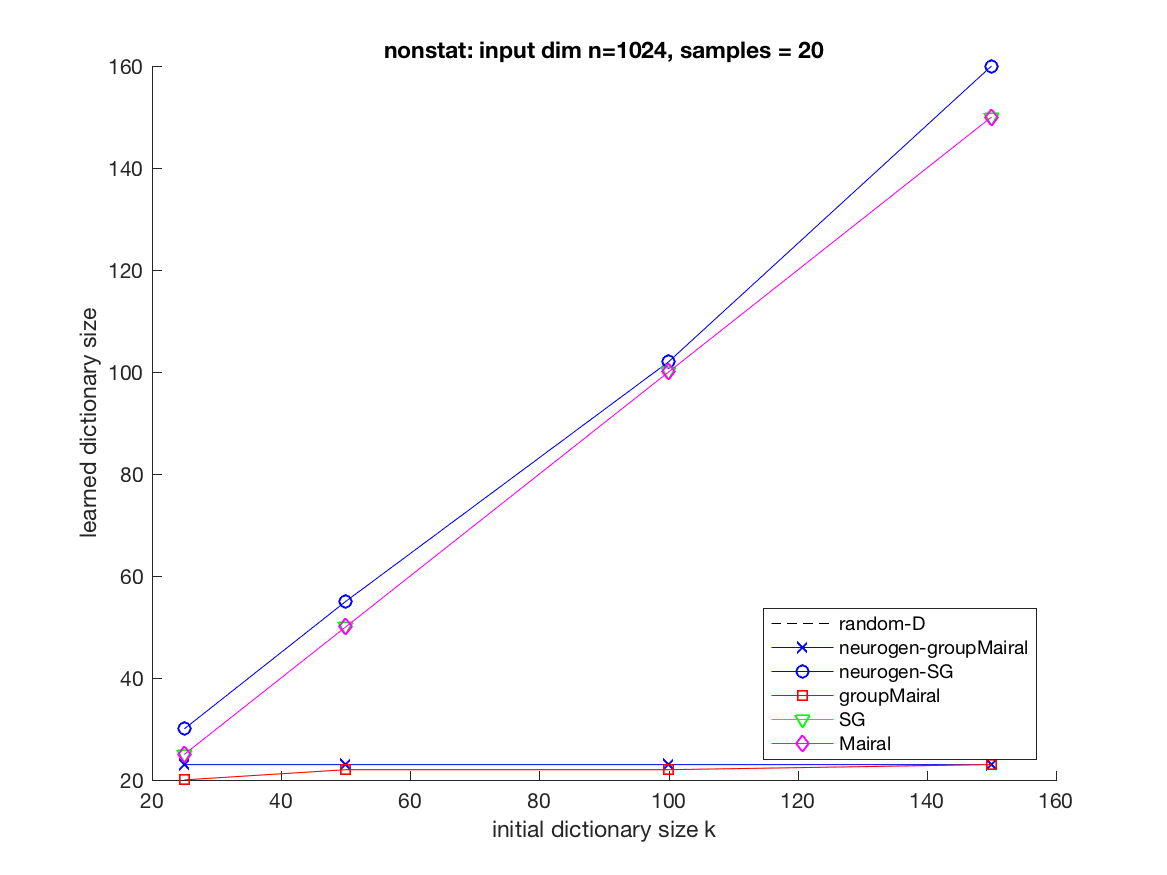 nonstat: input dim n=1024, samples = 20
160
140
120
100
80
60
40
20
learned dictionary size
random-D
neurogen-groupMairal
neurogen-SG
groupMairal
SG
Mairal
20 40 60 80 100 120 140 160
initial dictionary size k